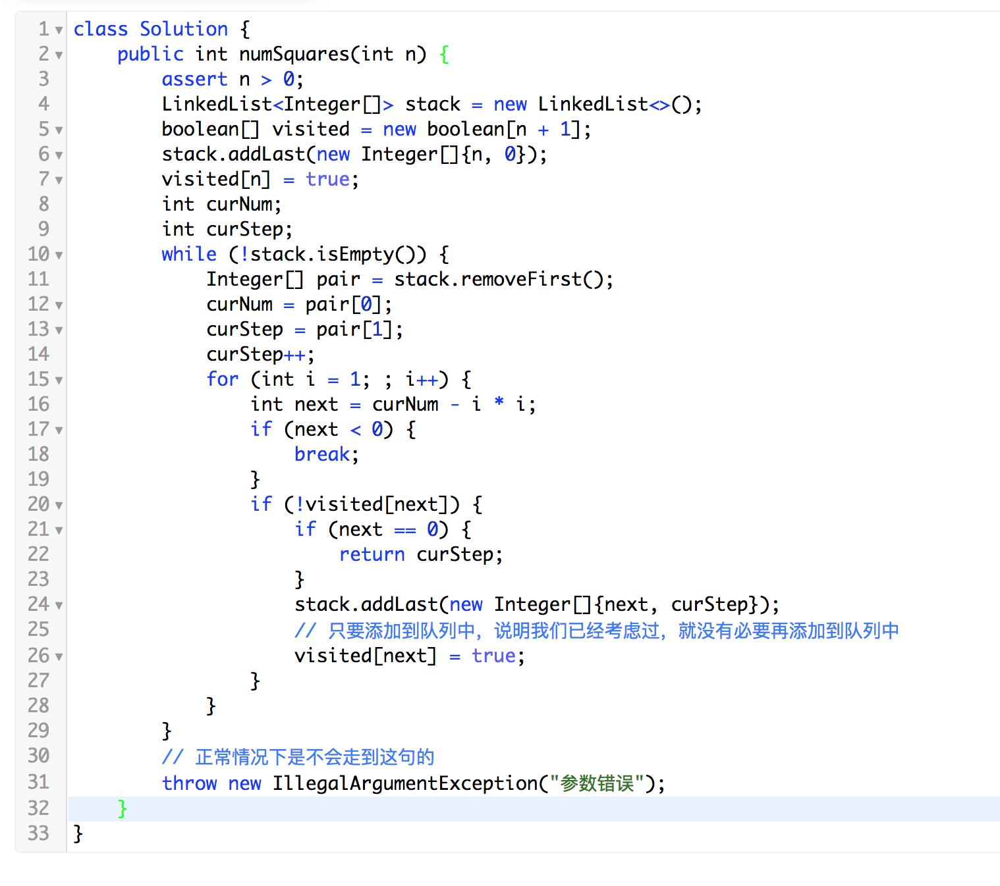 1 class Solution {
2 public int numSquares(int n) {
3 assert n > 0;
4 LinkedList<Integer[]> stack = new LinkedList<>();
5 boolean[] visited = new boolean[n + 1];
6 stack.addLast(new Integer[]{n, 0});
7 visited[n] = true;
8 int curNum;
9 int curStep;
10 while (!stack.isEmpty()) {
11 Integer[] pair = stack.removeFirst();
12 curNum = pair[0];
13 curStep = pair[1];
14 curStep++;
15 for (int i = 1; ; i++) {
16 int next = curNum - i * i;
17 if (next < 0) {
18 break;
19 }
20 if (!visited[next]) {
21 if (next == 0) {
22 return curStep;
23 }
24 stack.addLast(new Integer[]{next, curStep});
25 // 只要添加到队列中，说明我们已经考虑过，就没有必要再添加到队列中
26 visited[next] = true;
27 }
28 }
29 }
30 // 正常情况下是不会走到这句的
31 throw new IllegalArgumentException("参数错误");
32 }
33 }